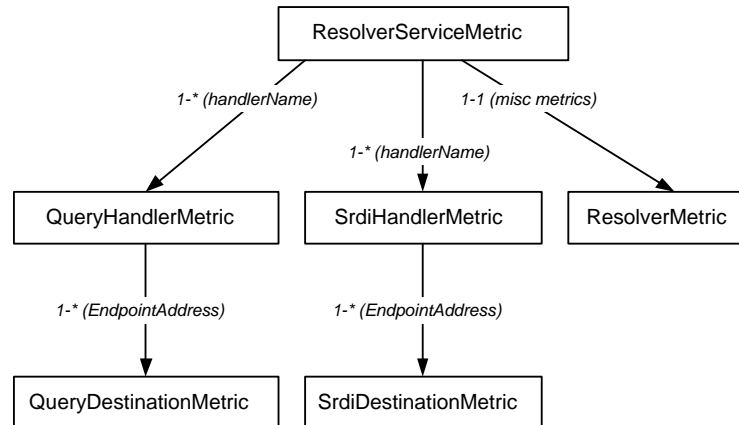 ResolverServiceMetric
1-* (handlerName)
1-1 (misc metrics)
1-* (handlerName)
QueryHandlerMetric
SrdiHandlerMetric
ResolverMetric
1-* (EndpointAddress)
1-* (EndpointAddress)
QueryDestinationMetric
SrdiDestinationMetric